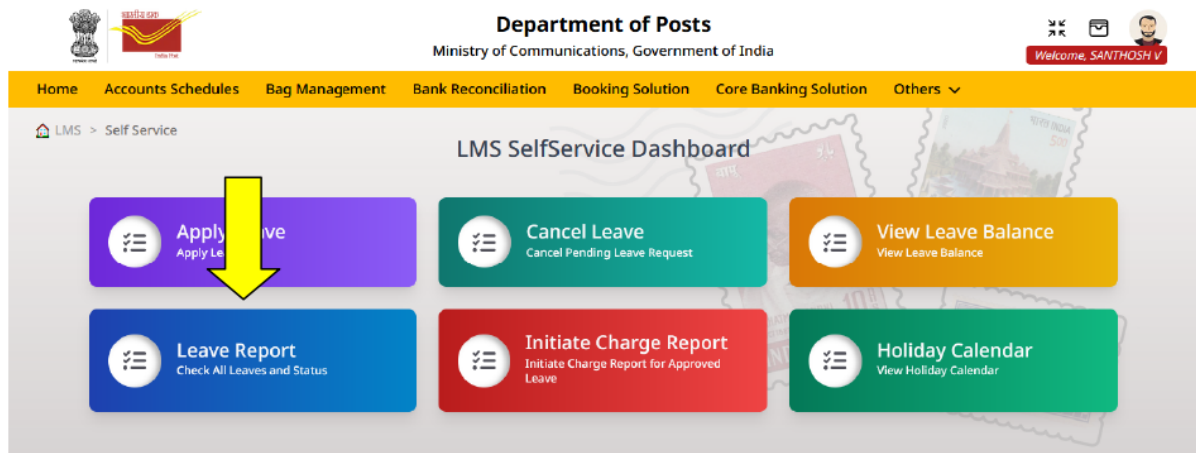 भारतीय डाक
India Post
Department of Posts
Ministry of Communications, Government of India
Welcome, SANTHOSH V
Home Accounts Schedules Bag Management Bank Reconciliation Booking Solution Core Banking Solution Others
LMS > Self Service
LMS SelfService Dashboard
Apply
Cancel Leave
Cancel Pending Leave Request
View Leave Balance
View Leave Balance
Leave Report
Check All Leaves and Status
Initiate Charge Report
Initiate Charge Report for Approved
Leave
Holiday Calendar
View Holiday Calendar